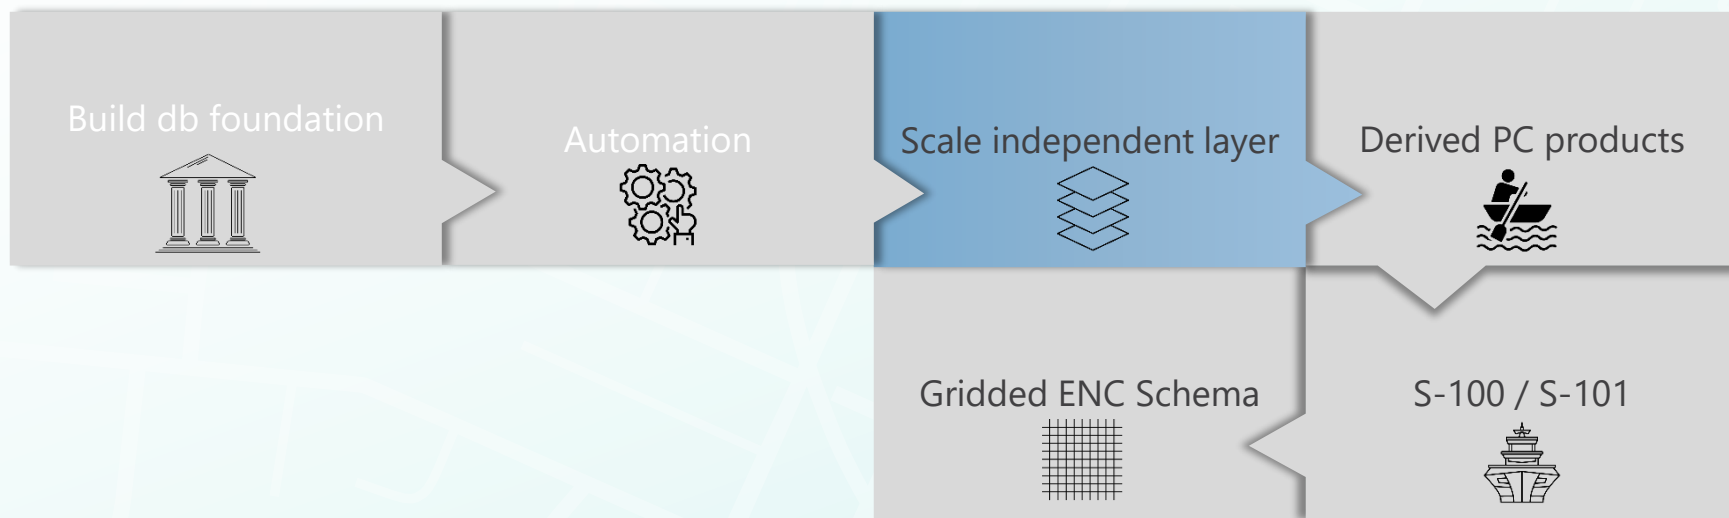 Build db foundation
Automation
Scale independent layer
Derived PC products
Gridded ENC Schema
S-100 / S-101